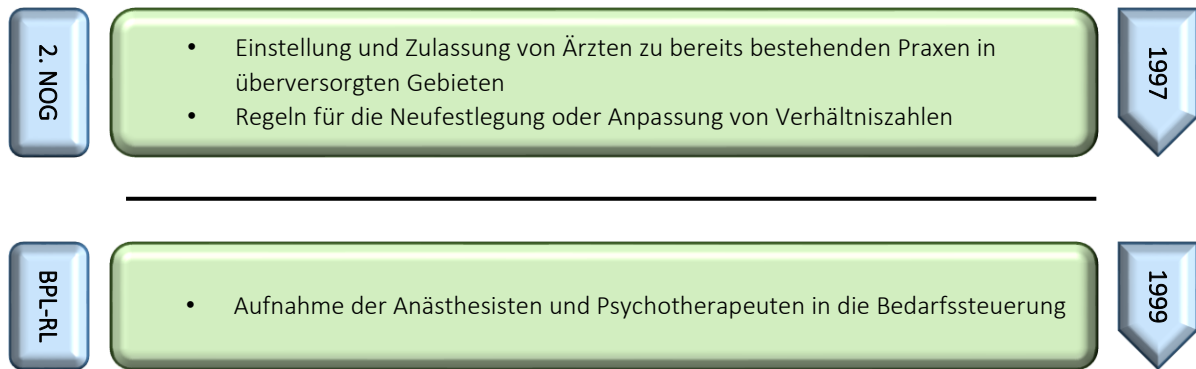 2. NOG
• Einstellung und Zulassung von Ärzten zu bereits bestehenden Praxen in
überversorgten Gebieten
• Regeln für die Neufestlegung oder Anpassung von Verhältniszahlen
1997
BPL-RL
• Aufnahme der Anästhesisten und Psychotherapeuten in die Bedarfssteuerung
1999